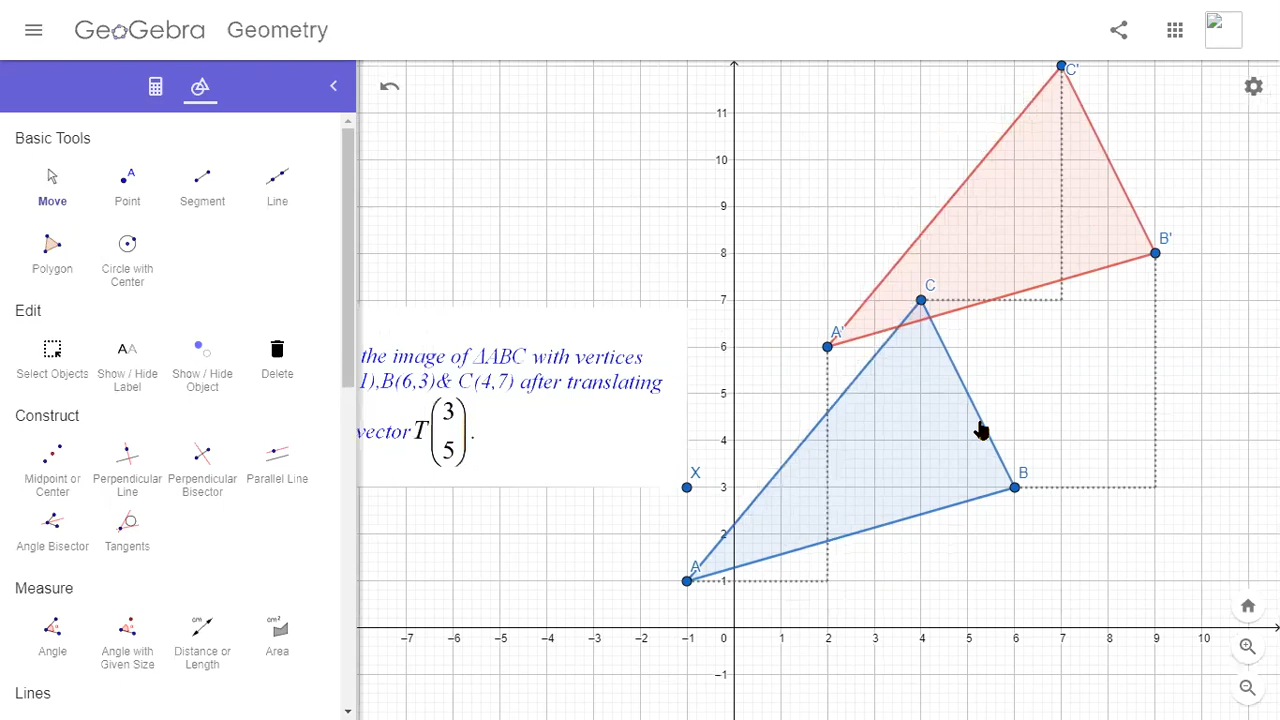 GeoGebra Geometry
Basic Tools
Move
Point
Segment
Line
Polygon
Circle with
Center
Edit
Select Objects
Show / Hide
Label
Show / Hide
Object
Delete
Construct
Midpoint or
Center
Perpendicular
Line
Perpendicular
Bisector
Parallel Line
Angle Bisector
Tangents
Measure
Angle
Angle with
Given Size
Distance or
Length
Area
cm
cm²
Lines
the image of ΔABC with vertices
1),B(6,3)& C(4,7) after translating
vector T(3
5).
C'
B'
C
A'
X
B
A
11
10
9
8
7
6
5
4
3
2
1
−1
−7 −6 −5 −4 −3 −2 −1 0 1 2 3 4 5 6 7 8 9 10